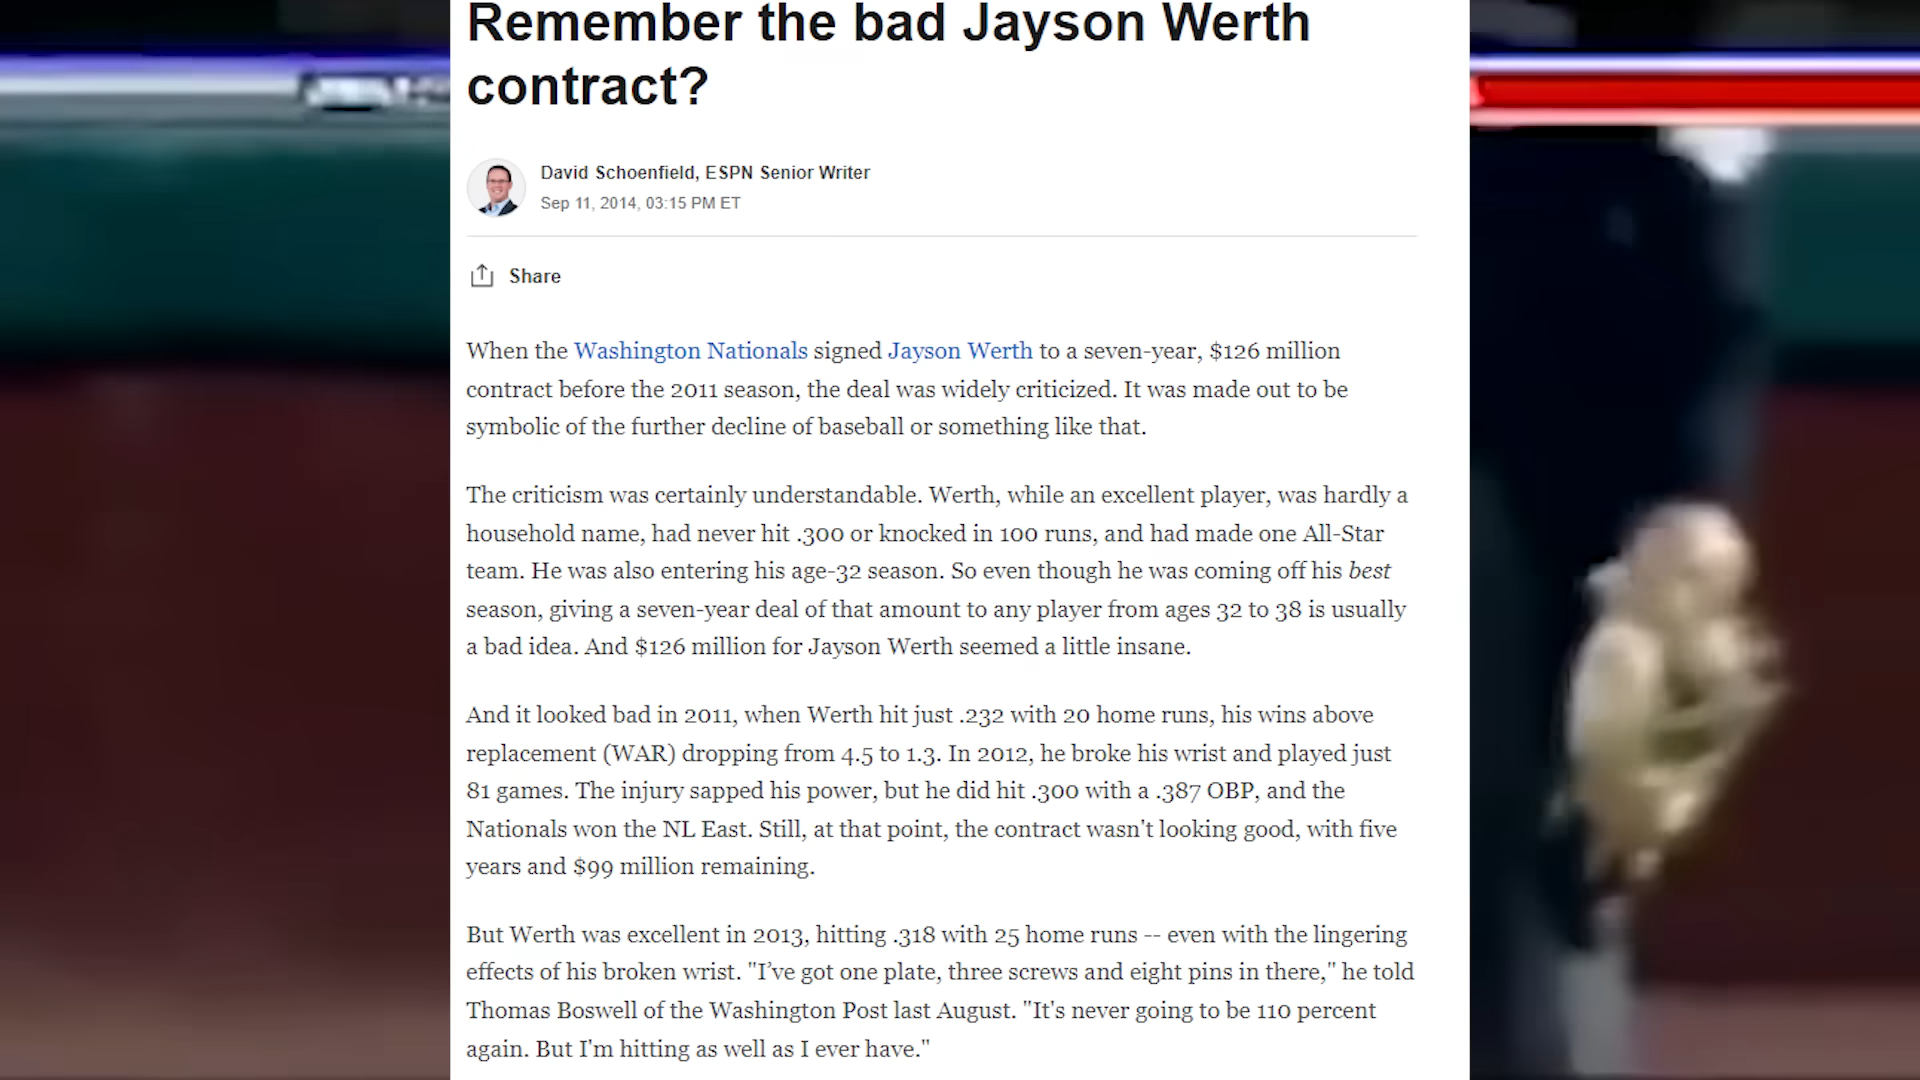 Remember the bad Jayson Werth
contract?
David Schoenfield, ESPN Senior Writer
Sep 11, 2014, 03:15 PM ET
Share
When the Washington Nationals signed Jayson Werth to a seven-year, $126 million
contract before the 2011 season, the deal was widely criticized. It was made out to be
symbolic of the further decline of baseball or something like that.
The criticism was certainly understandable. Werth, while an excellent player, was hardly a
household name, had never hit .300 or knocked in 100 runs, and had made one All-Star
team. He was also entering his age-32 season. So even though he was coming off his best
season, giving a seven-year deal of that amount to any player from ages 32 to 38 is usually
a bad idea. And $126 million for Jayson Werth seemed a little insane.
And it looked bad in 2011, when Werth hit just .232 with 20 home runs, his wins above
replacement (WAR) dropping from 4.5 to 1.3. In 2012, he broke his wrist and played just
81 games. The injury sapped his power, but he did hit .300 with a .387 OBP, and the
Nationals won the NL East. Still, at that point, the contract wasn't looking good, with five
years and $99 million remaining.
But Werth was excellent in 2013, hitting .318 with 25 home runs -- even with the lingering
effects of his broken wrist. "I’ve got one plate, three screws and eight pins in there," he told
Thomas Boswell of the Washington Post last August. "It's never going to be 110 percent
again. But I'm hitting as well as I ever have."